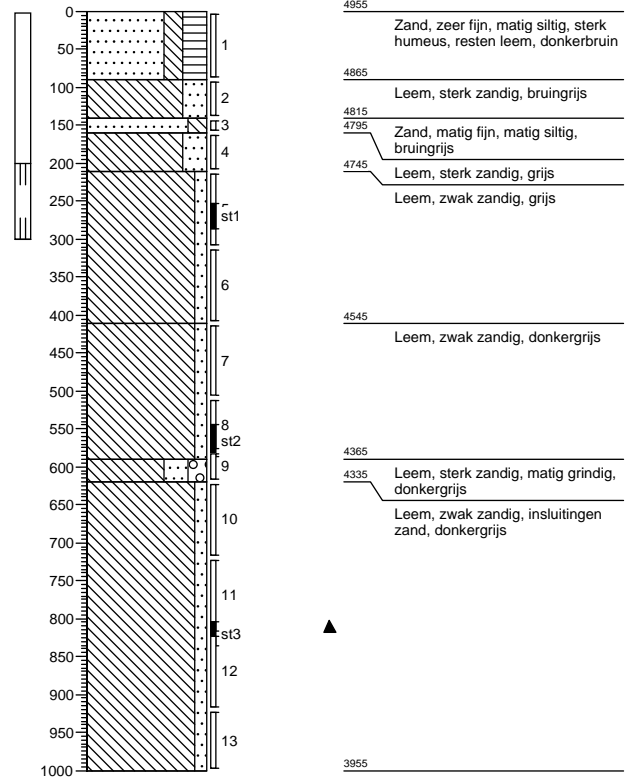 0
50
100
150
200
250
300
350
400
450
500
550
600
650
700
750
800
850
900
950
1000
1
2
3
4
st1
6
7
8
st2
9
10
11
st3
12
13
4955
Zand, zeer fijn, matig siltig, sterk
humeus, resten leem, donkerbruin
4865
Leem, sterk zandig, bruingrijs
4815
4795
Zand, matig fijn, matig siltig,
bruingrijs
4745
Leem, sterk zandig, grijs
Leem, zwak zandig, grijs
4545
Leem, zwak zandig, donkergrijs
4365
4335
Leem, sterk zandig, matig grindig,
donkergrijs
Leem, zwak zandig, insluitingen
zand, donkergrijs
3955